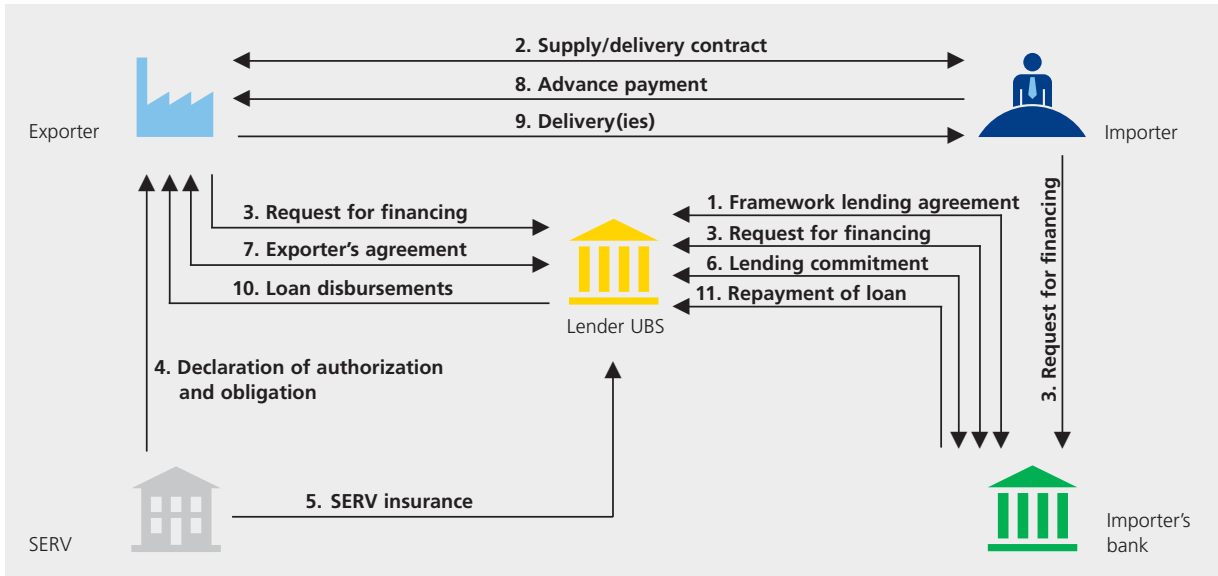 2. Supply/delivery contract
8. Advance payment
9. Delivery(ies)
Exporter
Importer
3. Request for financing
7. Exporter's agreement
10. Loan disbursements
1. Framework lending agreement
3. Request for financing
6. Lending commitment
11. Repayment of loan
3. Request for financing
Lender UBS
4. Declaration of authorization
and obligation
5. SERV insurance
SERV
Importer's
bank